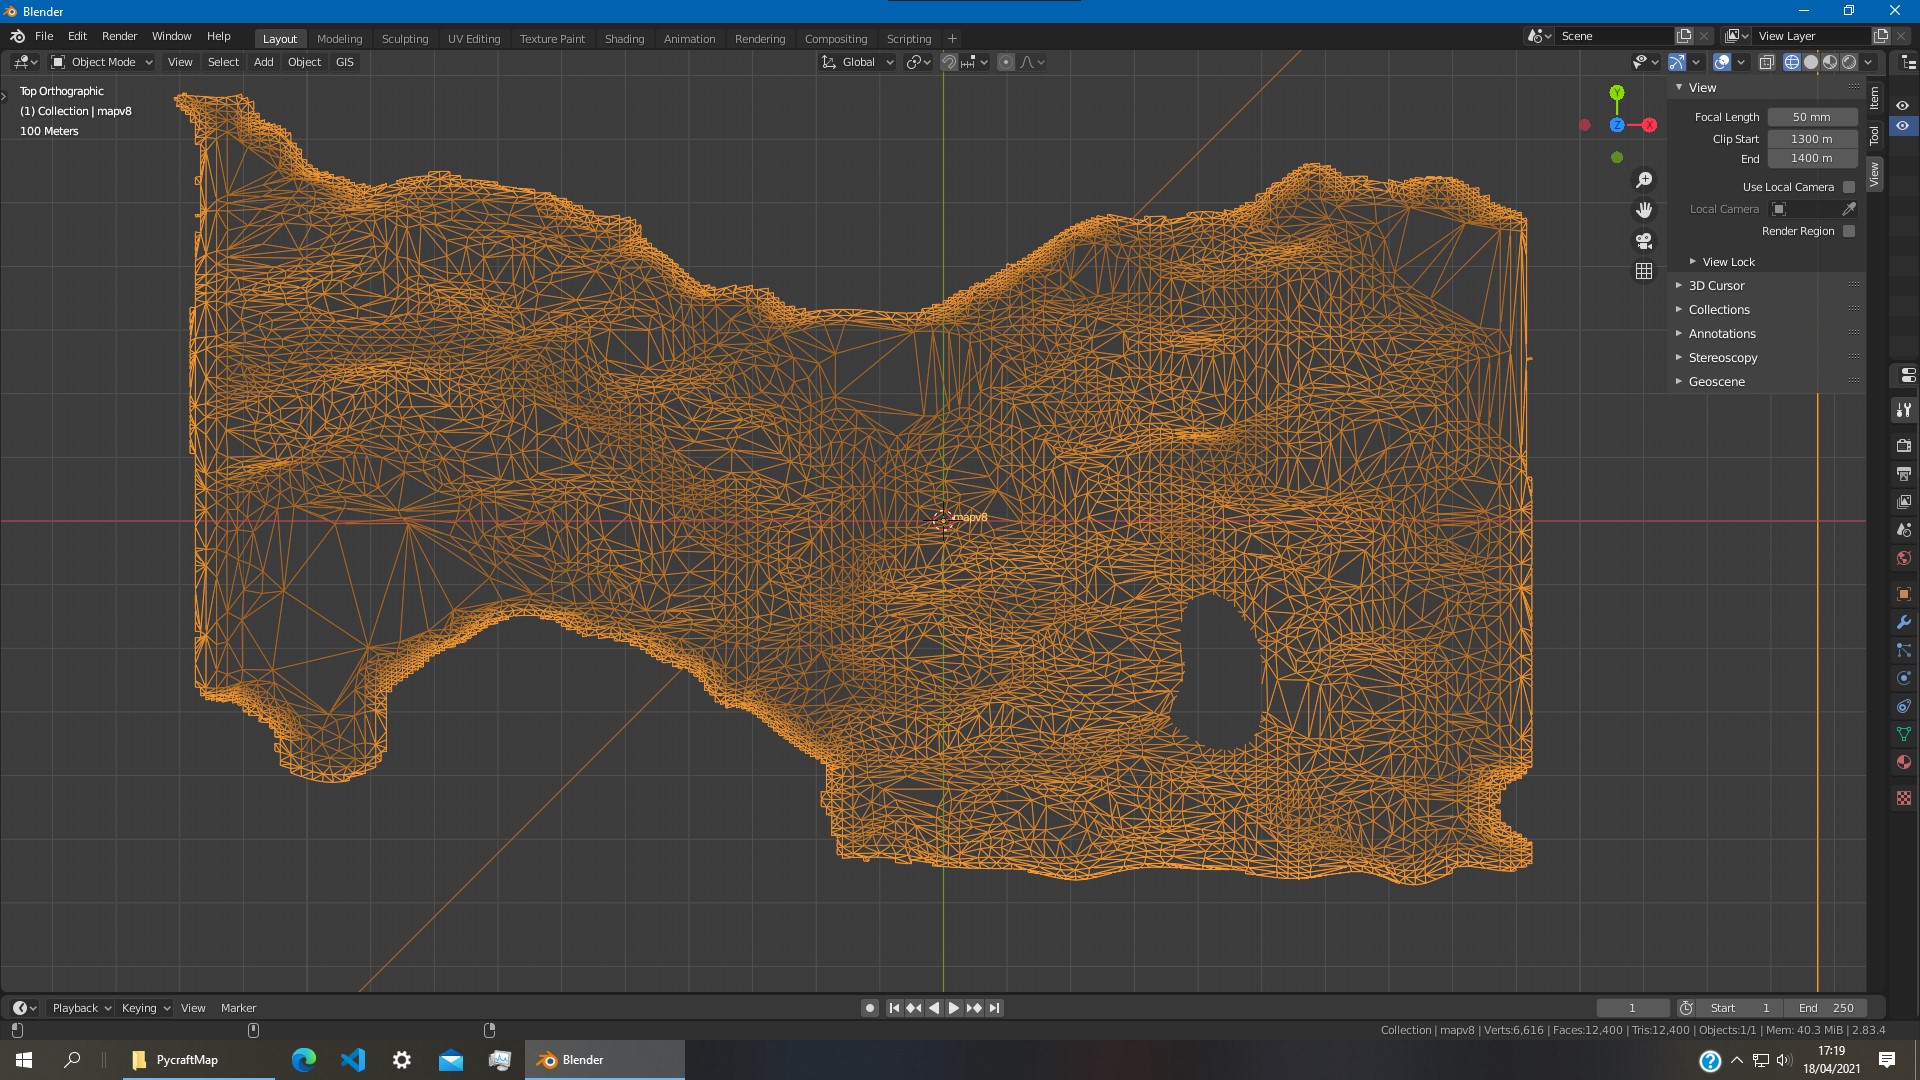 Blender
File Edit Render Window Help Layout Modeling Sculpting UV Editing Texture Paint Shading Animation Rendering Compositing Scripting + Scene View Layer
Object Mode View Select Add Object GIS Global
Top Orthographic
(1) Collection | mapv8
100 Meters
Y
Z X
View
Focal Length 50 mm
Clip Start 1300 m
End 1400 m
Use Local Camera
Local Camera
Render Region
View Lock
3D Cursor
Collections
Annotations
Stereoscopy
Geoscene
Item
Tool
View
mapv8
Playback Keying View Marker 1 Start 1 End 250
Collection | mapv8 | Verts:6,616 | Faces:12,400 | Tris:12,400 | Objects:1/1 | Mem: 40.3 MiB | 2.83.4
PycraftMap Blender
17:19
18/04/2021